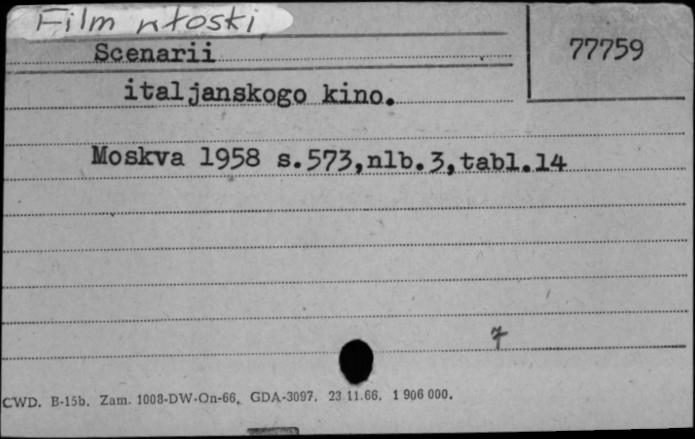 Film włoski
77759
Scenarii
italjanskogo kino.
Moskva 1958 s.573,nlb.3,tabl.14
7
CWD. B-15b. Zam. 1008-DW-On-66. GDA-3097. 23.11.66. 1 906 000.